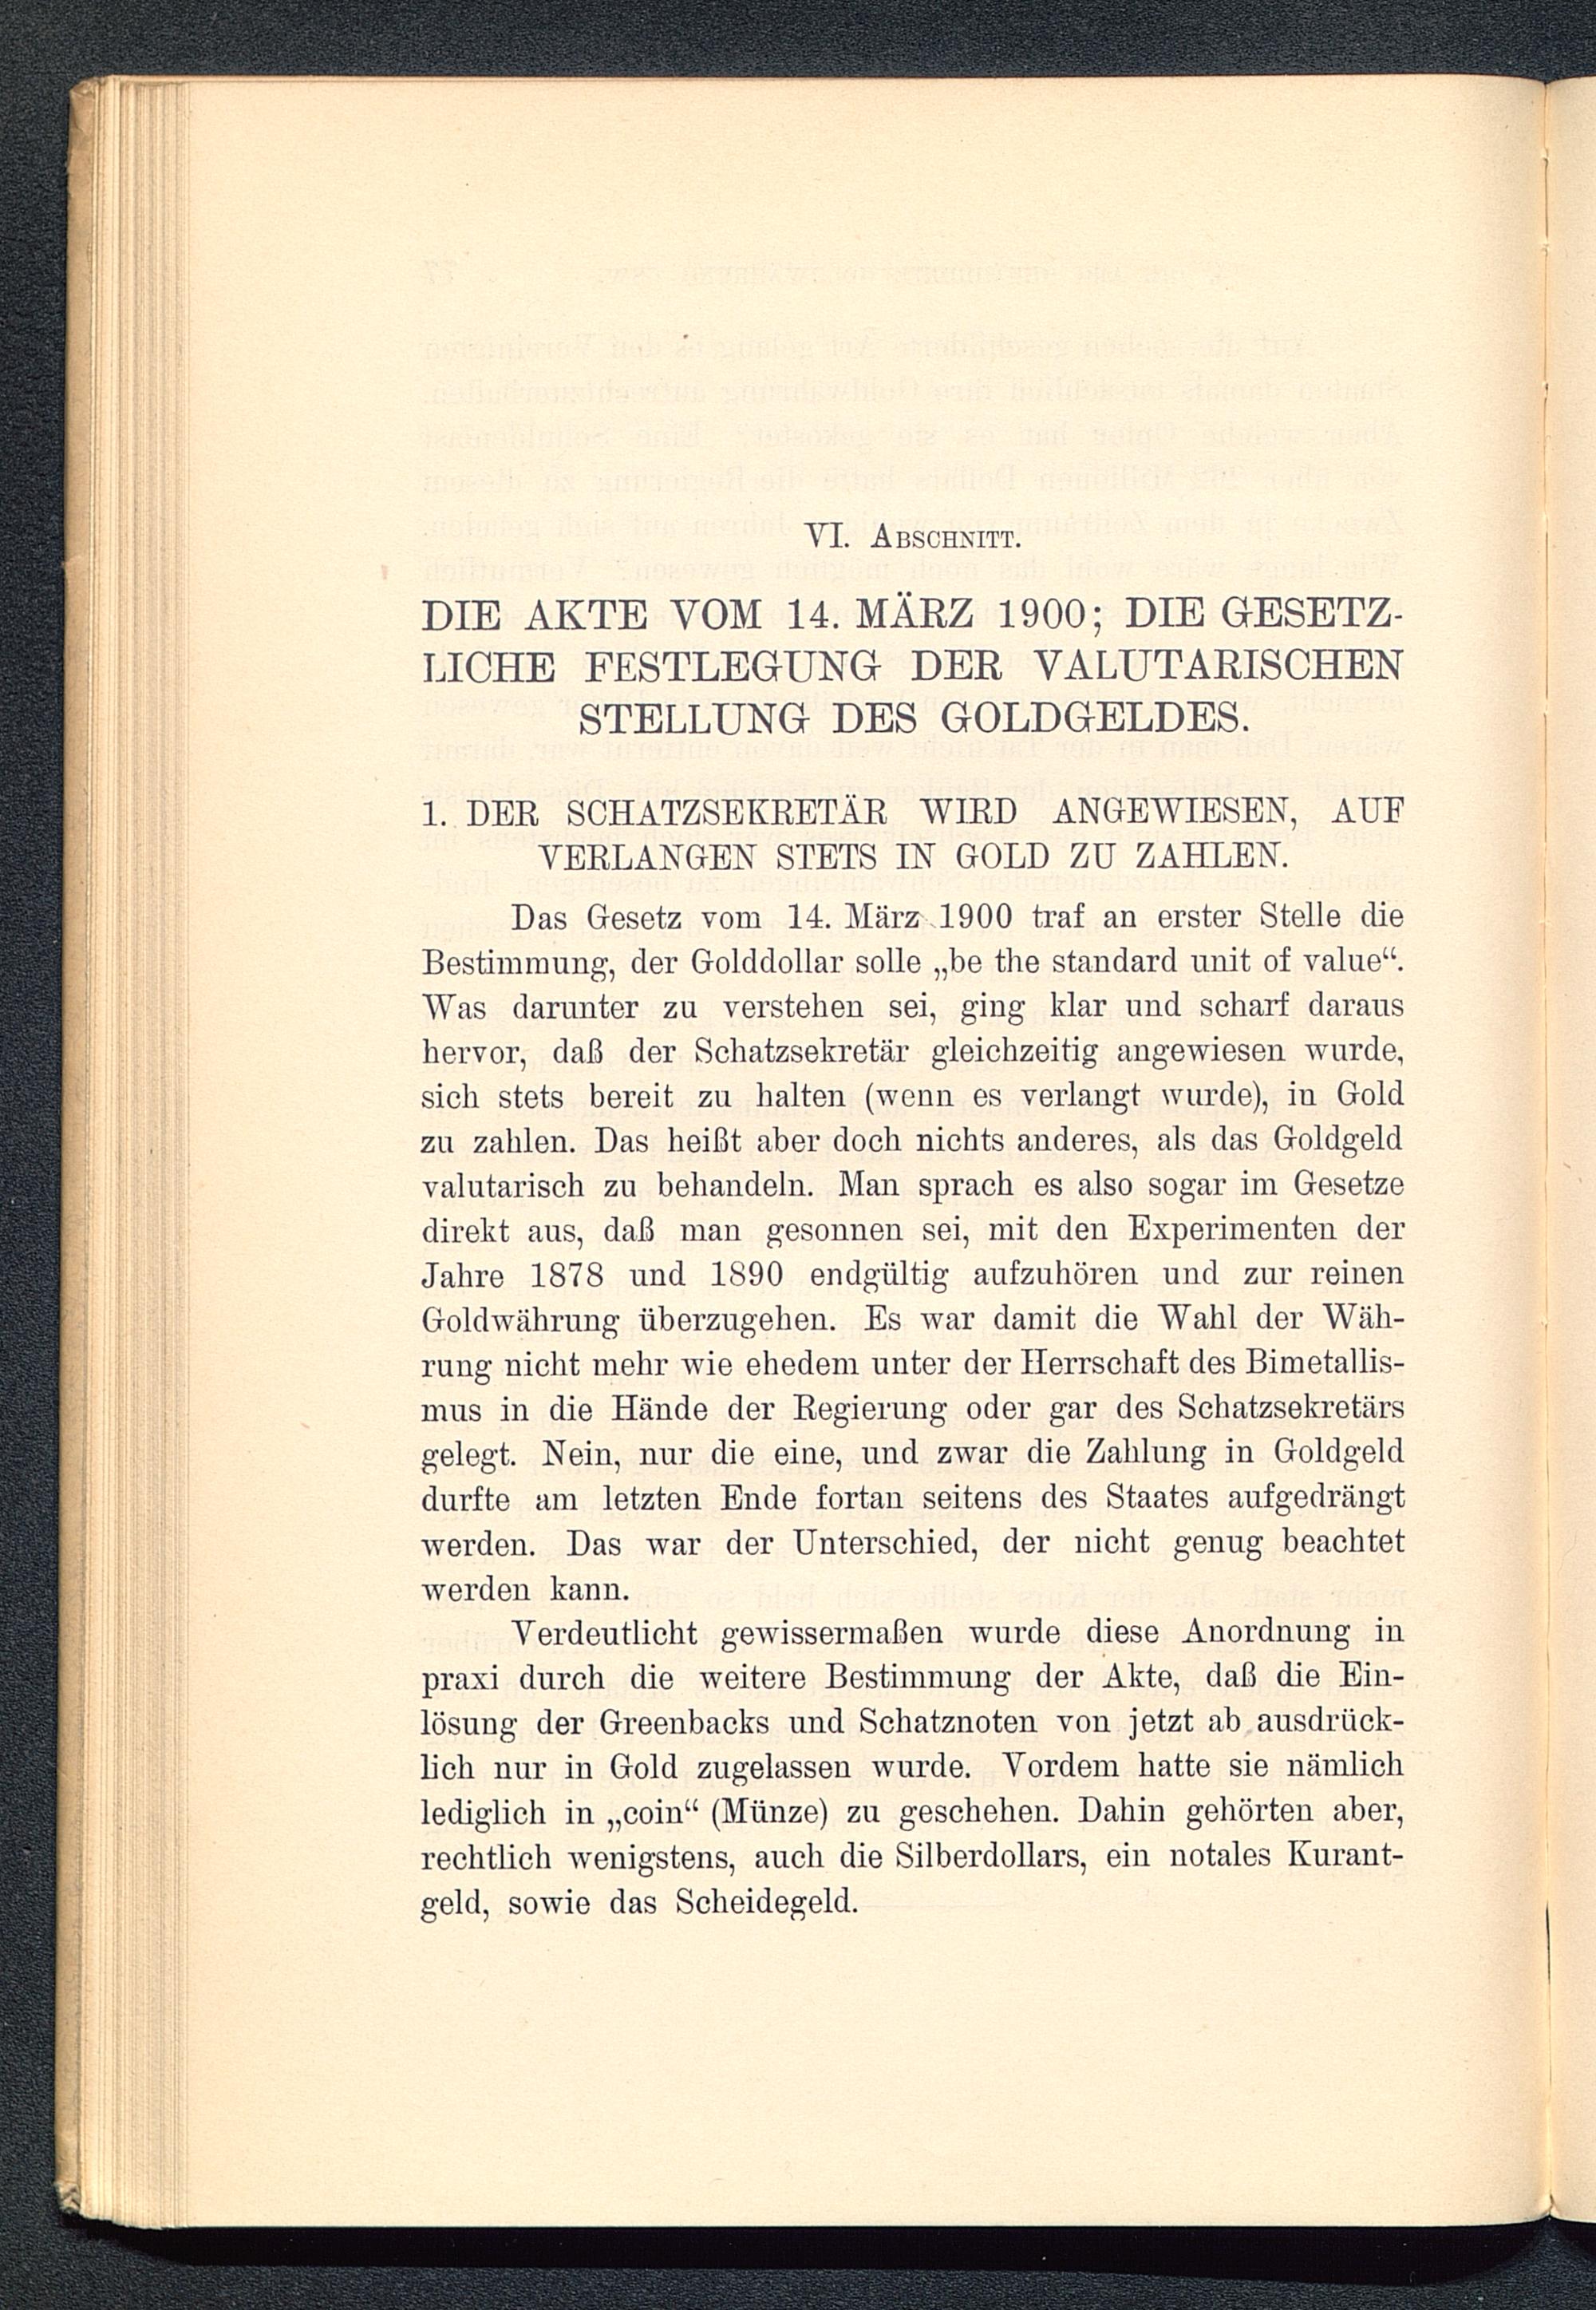 VI. Abschnitt.
DIE AKTE VOM 14. MÄRZ 1900; DIE GESETZ-
LICHE FESTLEGUNG DER VALUTARISCHEN
STELLUNG DES GOLDGELDES.
1. DER SCHATZSEKRETÄR WIRD ANGEWIESEN, AUF
VERLANGEN STETS IN GOLD ZU ZAHLEN.
Das Gesetz vom 14. März 1900 traf an erster Stelle die
Bestimmung, der Golddollar solle „be the standard unit of value“.
Was darunter zu verstehen sei, ging klar und scharf daraus
hervor, daß der Schatzsekretär gleichzeitig angewiesen wurde,
sich stets bereit zu halten (wenn es verlangt wurde), in Gold
zu zahlen. Das heißt aber doch nichts anderes, als das Goldgeld
valutarisch zu behandeln. Man sprach es also sogar im Gesetze
direkt aus, daß man gesonnen sei, mit den Experimenten der
Jahre 1878 und 1890 endgültig aufzuhören und zur reinen
Goldwährung überzugehen. Es war damit die Wahl der Wäh-
rung nicht mehr wie ehedem unter der Herrschaft des Bimetallis-
mus in die Hände der Regierung oder gar des Schatzsekretärs
gelegt. Nein, nur die eine, und zwar die Zahlung in Goldgeld
durfte am letzten Ende fortan seitens des Staates aufgedrängt
werden. Das war der Unterschied, der nicht genug beachtet
werden kann.
Verdeutlicht gewissermaßen wurde diese Anordnung in
praxi durch die weitere Bestimmung der Akte, daß die Ein-
lösung der Greenbacks und Schatznoten von jetzt ab ausdrück-
lich nur in Gold zugelassen wurde. Vordem hatte sie nämlich
lediglich in „coin“ (Münze) zu geschehen. Dahin gehörten aber,
rechtlich wenigstens, auch die Silberdollars, ein notales Kurant-
geld, sowie das Scheidegeld.